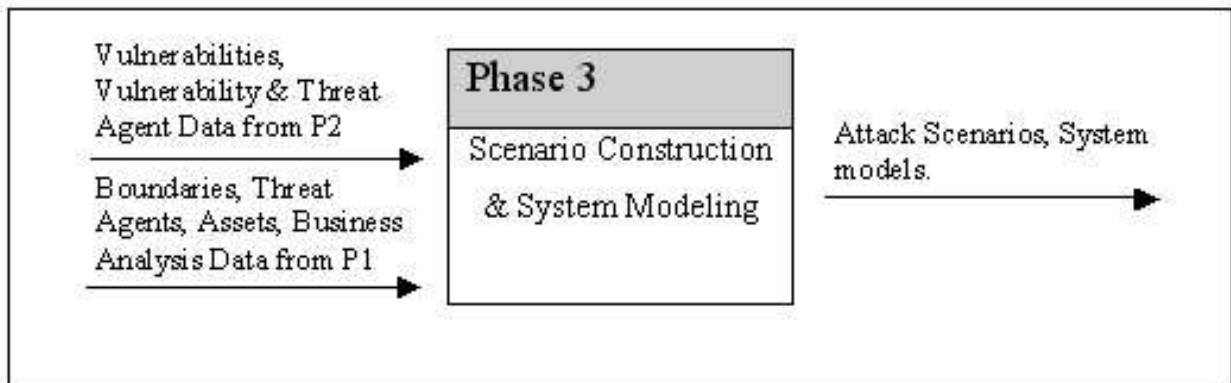 Vulnerabilities,
Vulnerability & Threat
Agent Data from P2
Boundaries, Threat
Agents, Assets, Business
Analysis Data from P1
Phase 3
Scenario Construction
& System Modeling
Attack Scenarios, System
models.